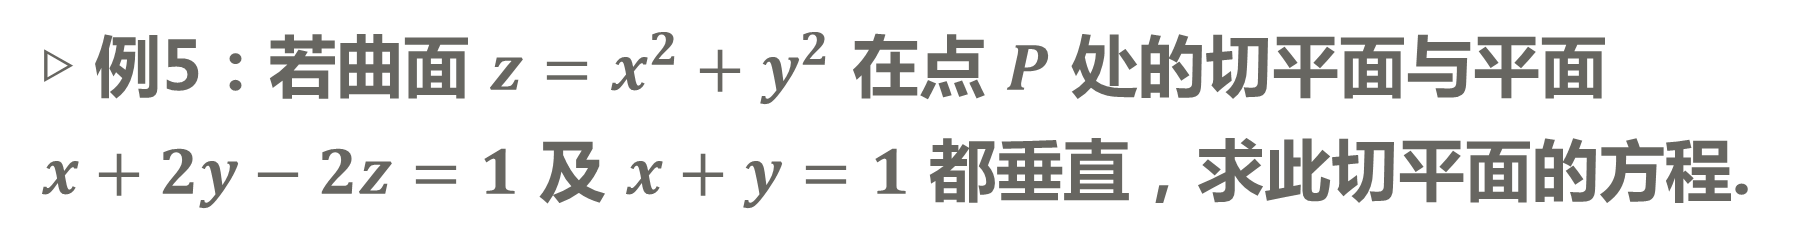 ▷ 例5：若曲面 z = x² + y² 在点 P 处的切平面与平面
x + 2y − 2z = 1 及 x + y = 1 都垂直，求此切平面的方程.